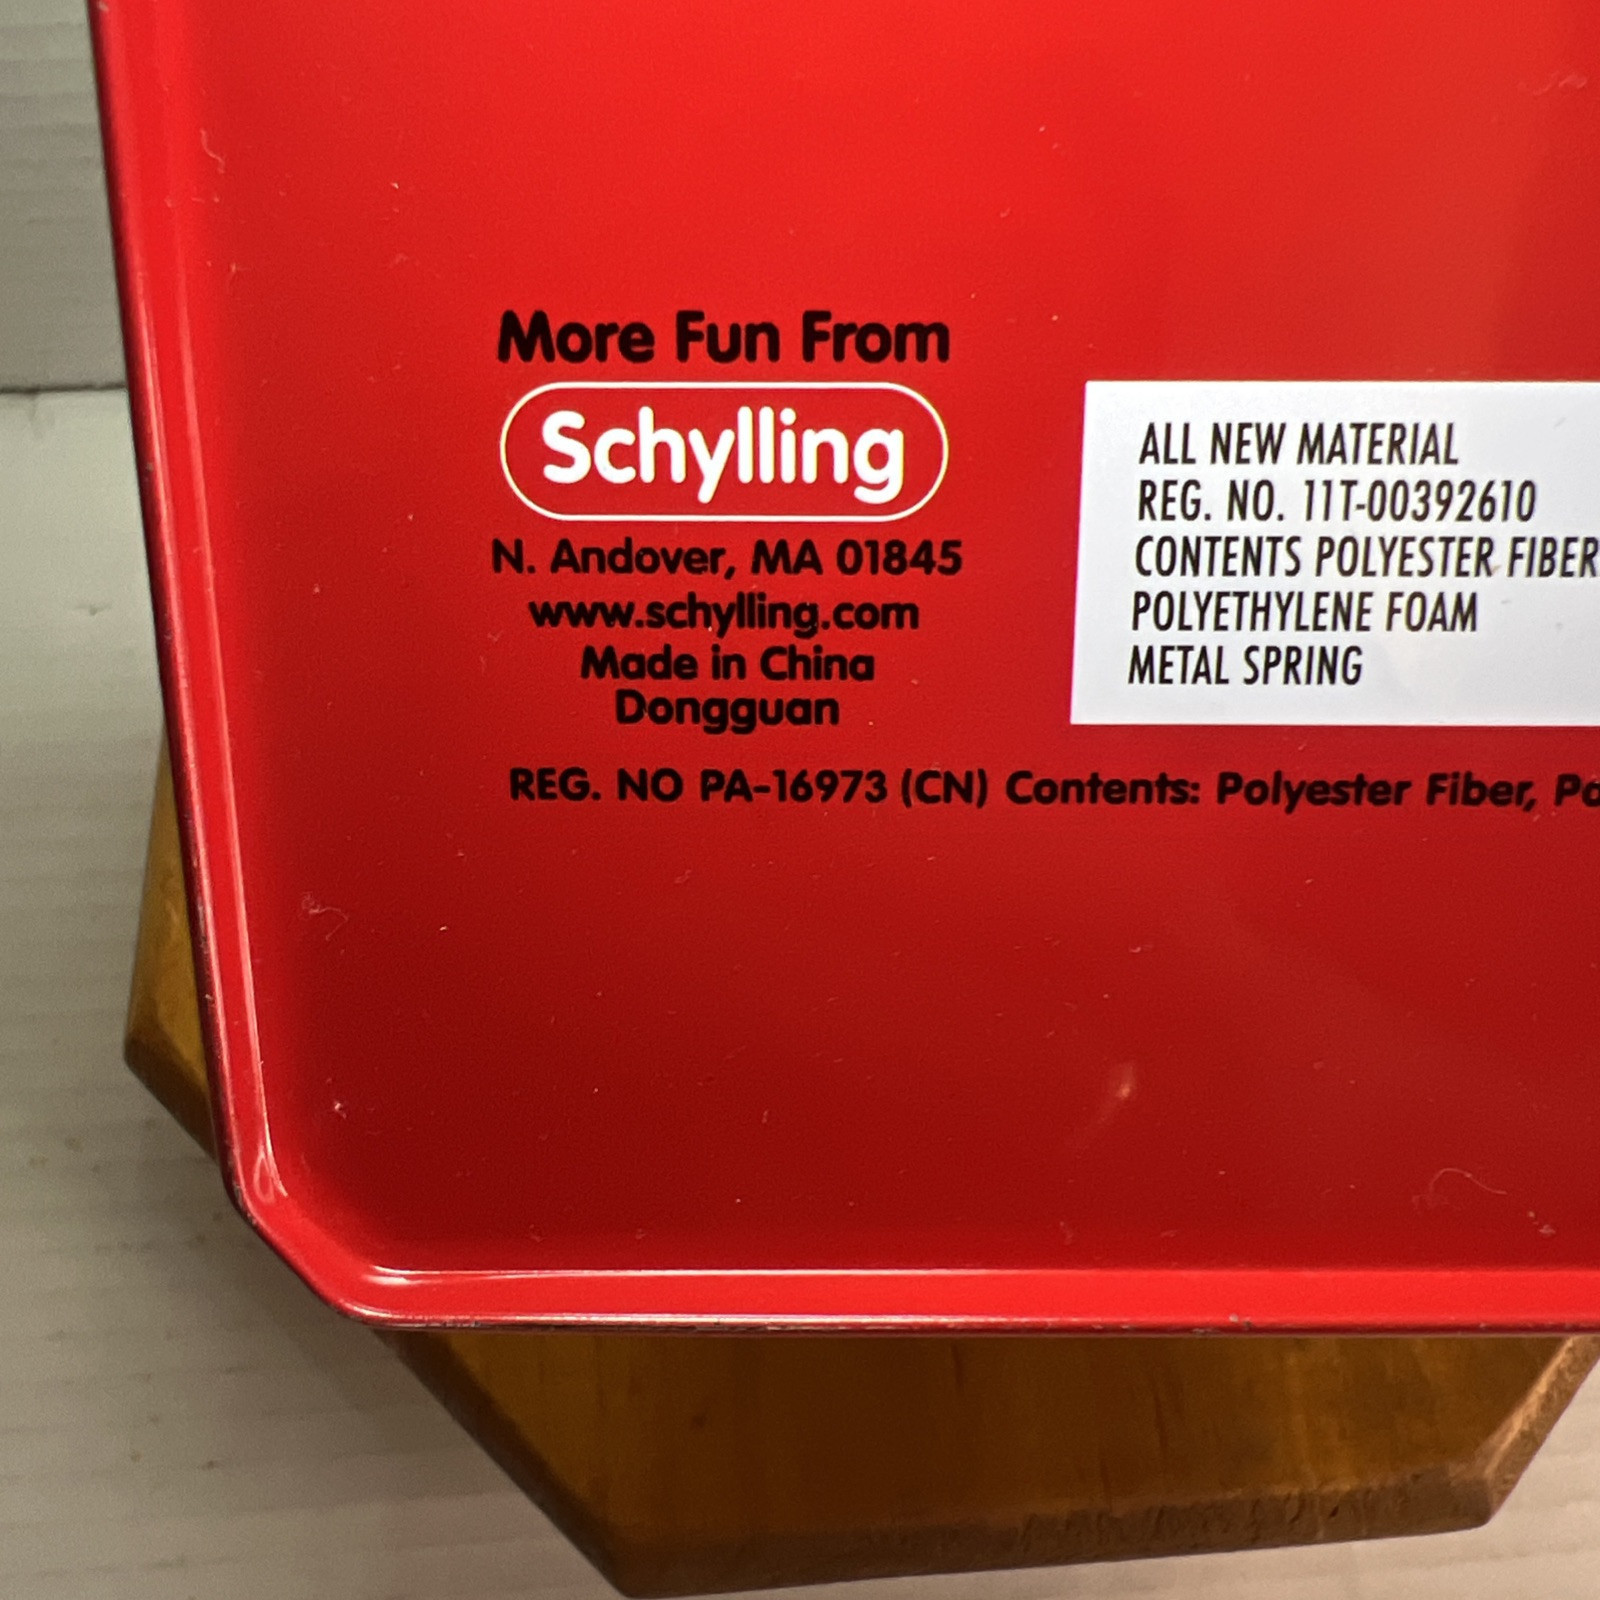 More Fun From
Schylling
N. Andover, MA 01845
www.schylling.com
Made in China
Dongguan
ALL NEW MATERIAL
REG. NO. 11T-00392610
CONTENTS POLYESTER FIBER
POLYETHYLENE FOAM
METAL SPRING
REG. NO PA-16973 (CN) Contents: Polyester Fiber,